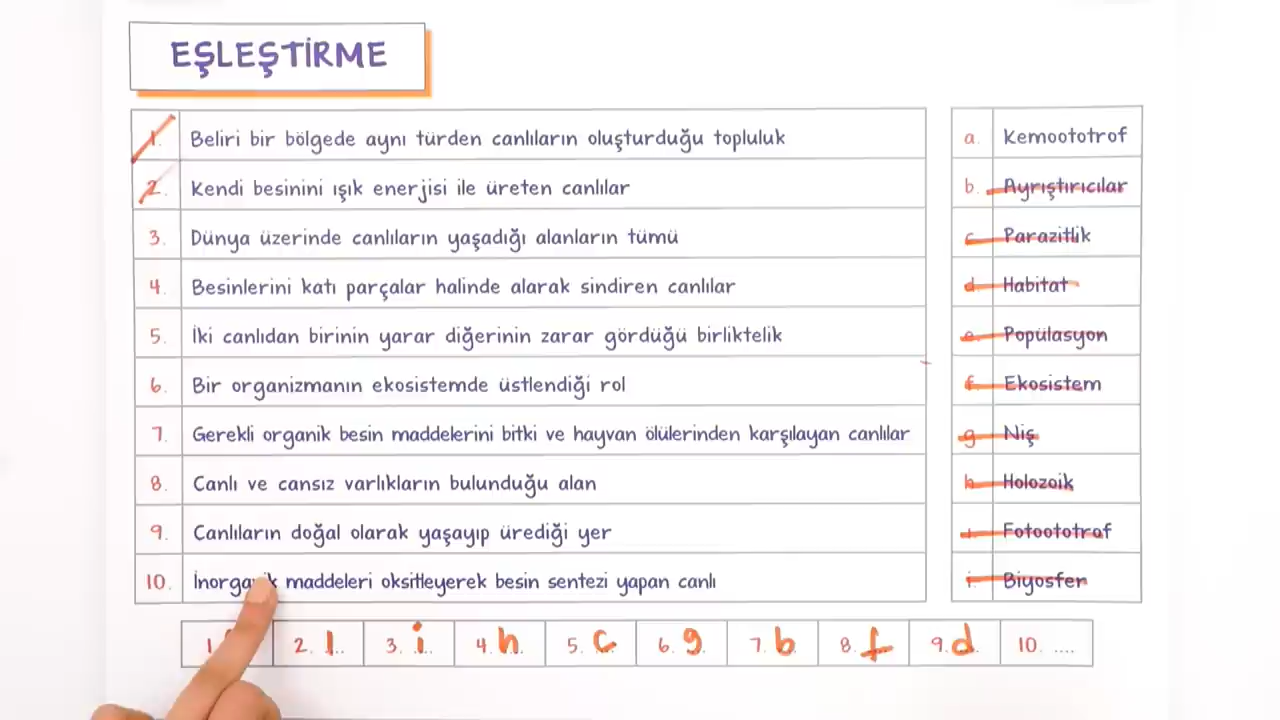 EŞLEŞTİRME
1. Beliri bir bölgede aynı türden canlıların oluşturduğu topluluk
2. Kendi besinini ışık enerjisi ile üreten canlılar
3. Dünya üzerinde canlıların yaşadığı alanların tümü
4. Besinlerini katı parçalar halinde alarak sindiren canlılar
5. İki canlıdan birinin yarar diğerinin zarar gördüğü birliktelik
6. Bir organizmanın ekosistemde üstlendiği rol
7. Gerekli organik besin maddelerini bitki ve hayvan ölülerinden karşılayan canlılar
8. Canlı ve cansız varlıkların bulunduğu alan
9. Canlıların doğal olarak yaşayıp ürediği yer
10. İnorganik maddeleri oksitleyerek besin sentezi yapan canlı
a. Kemoototrof
b. Ayrıştırıcılar
c. Parazitlik
d. Habitat
e. Popülasyon
f. Ekosistem
g. Niş
h. Holozoik
ı. Fotoototrof
i. Biyosfer
1. 2. ı 3. i 4. h 5. c 6. g 7. b 8. f 9. d 10. ....